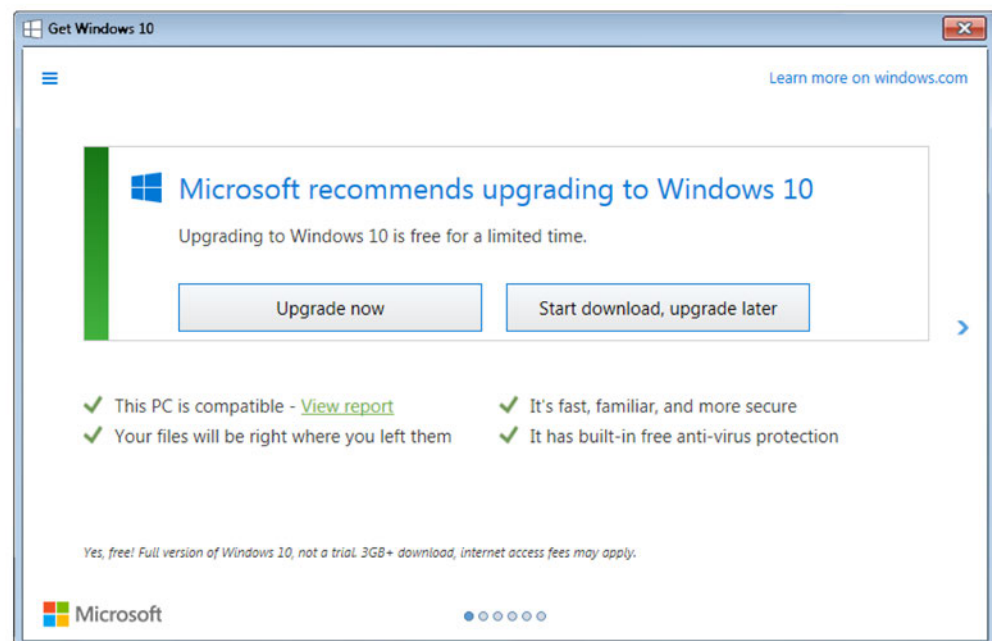 Get Windows 10
Learn more on windows.com
Microsoft recommends upgrading to Windows 10
Upgrading to Windows 10 is free for a limited time.
Upgrade now
Start download, upgrade later
This PC is compatible - View report
It's fast, familiar, and more secure
Your files will be right where you left them
It has built-in free anti-virus protection
Yes, free! Full version of Windows 10, not a trial. 3GB+ download, internet access fees may apply.
Microsoft